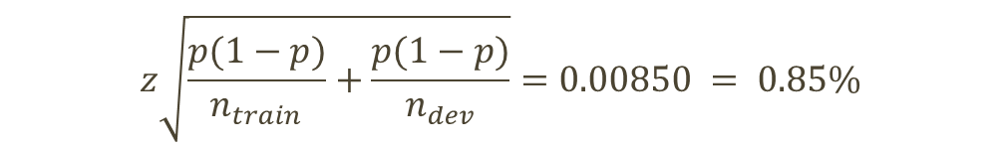 z√(p(1 − p)/n_train + p(1 − p)/n_dev) = 0.00850 = 0.85%